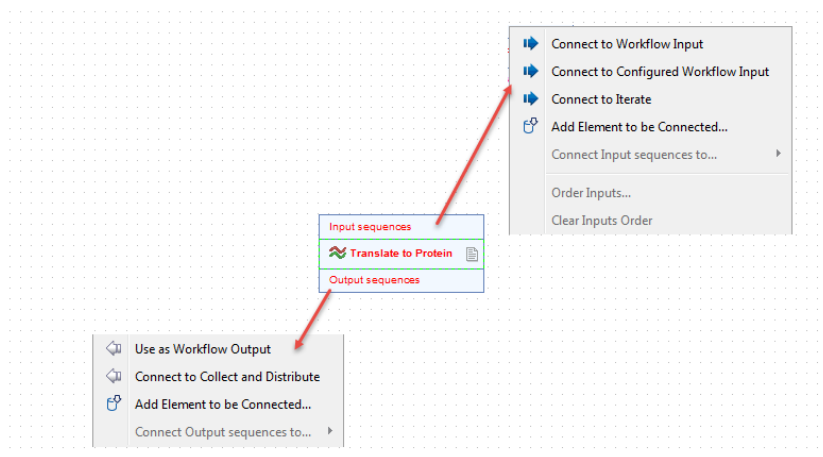 Connect to Workflow Input
Connect to Configured Workflow Input
Connect to Iterate
Add Element to be Connected...
Connect Input sequences to...
Order Inputs...
Clear Inputs Order
Input sequences
Translate to Protein
Output sequences
Use as Workflow Output
Connect to Collect and Distribute
Add Element to be Connected...
Connect Output sequences to...